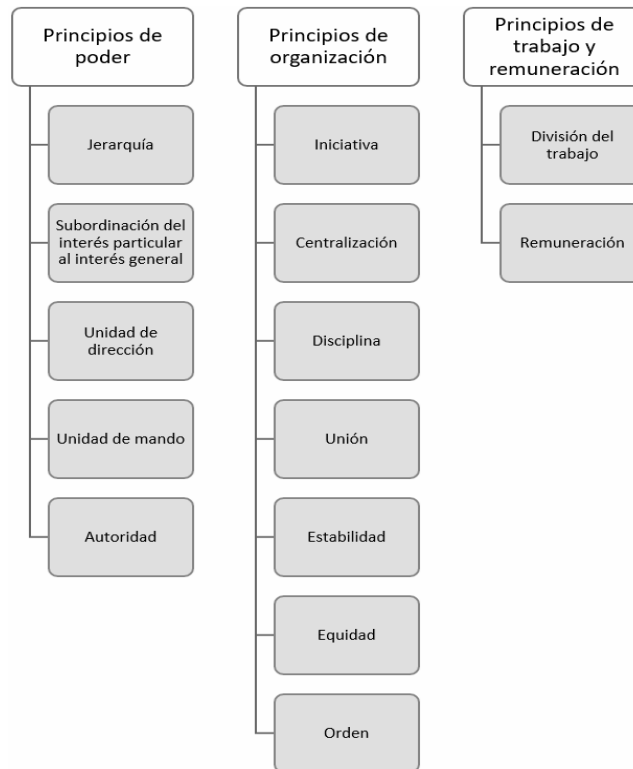 Principios de
poder
Jerarquía
Subordinación del
interés particular
al interés general
Unidad de
dirección
Unidad de mando
Autoridad
Principios de
organización
Iniciativa
Centralización
Disciplina
Unión
Estabilidad
Equidad
Orden
Principios de
trabajo y
remuneración
División del
trabajo
Remuneración